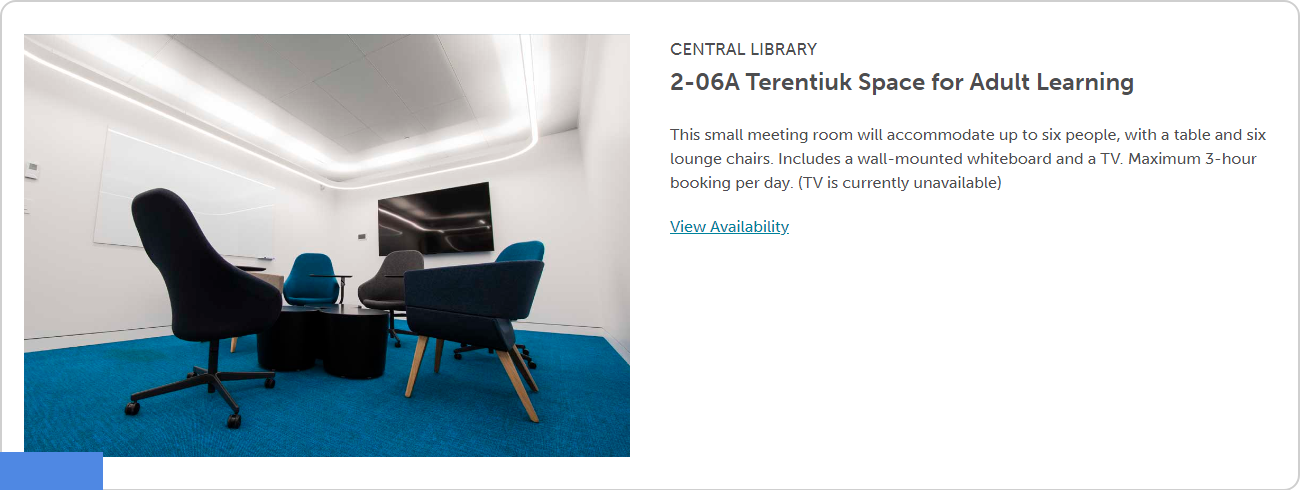 CENTRAL LIBRARY
2-06A Terentiuk Space for Adult Learning
This small meeting room will accommodate up to six people, with a table and six
lounge chairs. Includes a wall-mounted whiteboard and a TV. Maximum 3-hour
booking per day. (TV is currently unavailable)
View Availability